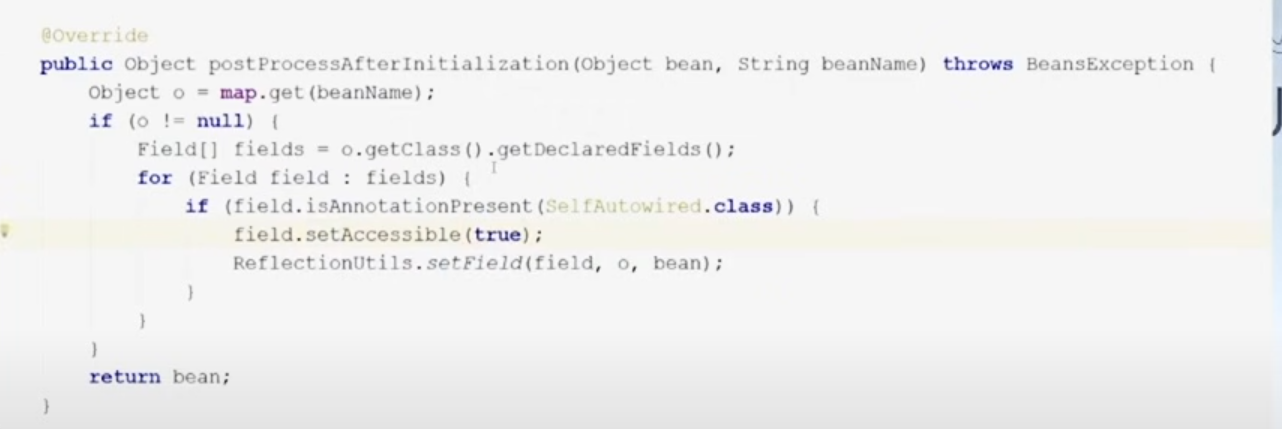 @Override
public Object postProcessAfterInitialization(Object bean, String beanName) throws BeansException {
    Object o = map.get(beanName);
    if (o != null) {
        Field[] fields = o.getClass().getDeclaredFields();
        for (Field field : fields) {
            if (field.isAnnotationPresent(SelfAutowired.class)) {
                field.setAccessible(true);
                ReflectionUtils.setField(field, o, bean);
            }
        }
    }
    return bean;
}